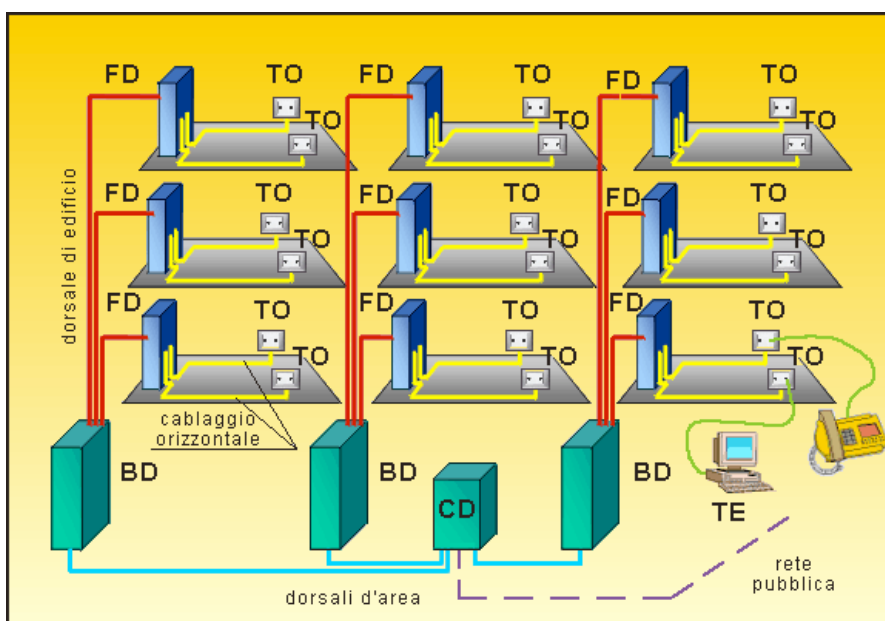 FD TO FD TO FD TO
TO TO TO
dorsale di edificio
FD TO FD TO FD TO
TO TO TO
FD TO FD TO FD TO
TO TO TO
cablaggio
orizzontale
BD BD BD
CD
TE
rete
pubblica
dorsali d'area